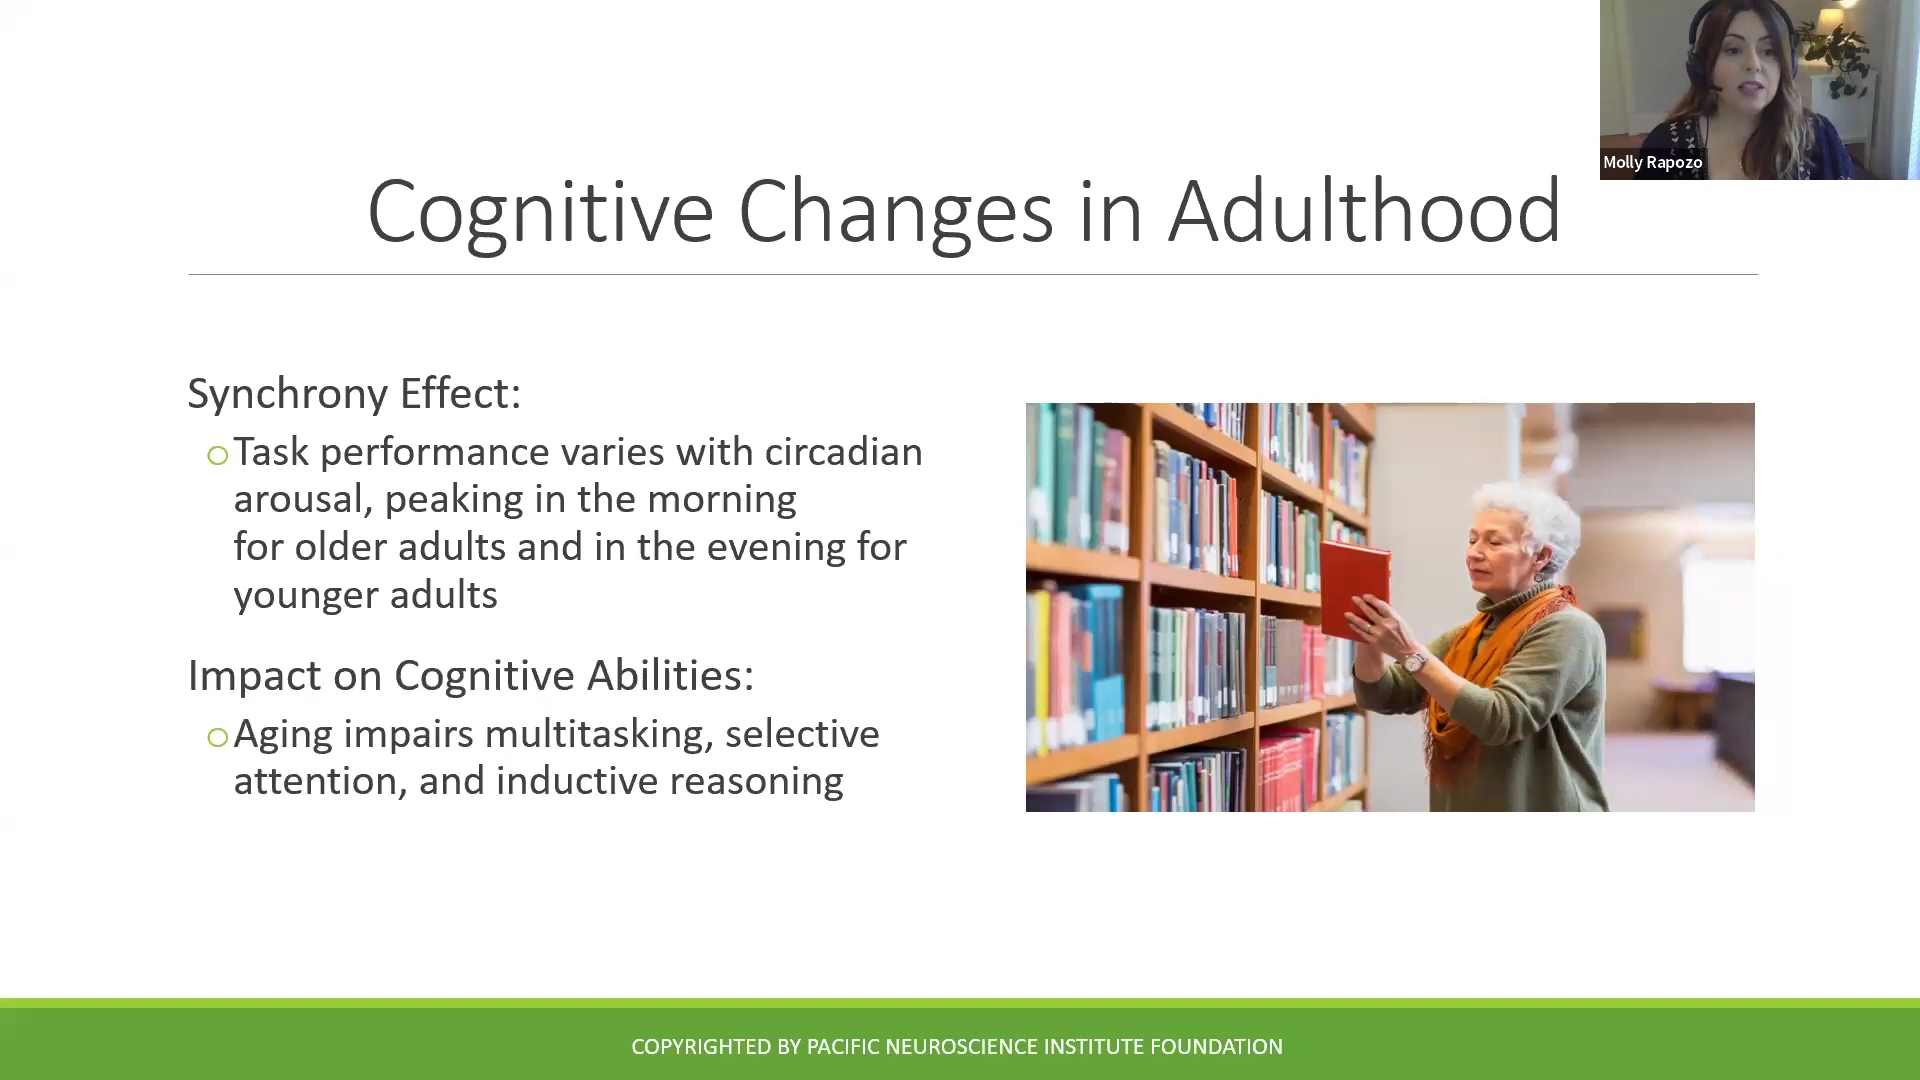 Molly Rapozo
Cognitive Changes in Adulthood
Synchrony Effect:
Task performance varies with circadian
arousal, peaking in the morning
for older adults and in the evening for
younger adults
Impact on Cognitive Abilities:
Aging impairs multitasking, selective
attention, and inductive reasoning
COPYRIGHTED BY PACIFIC NEUROSCIENCE INSTITUTE FOUNDATION